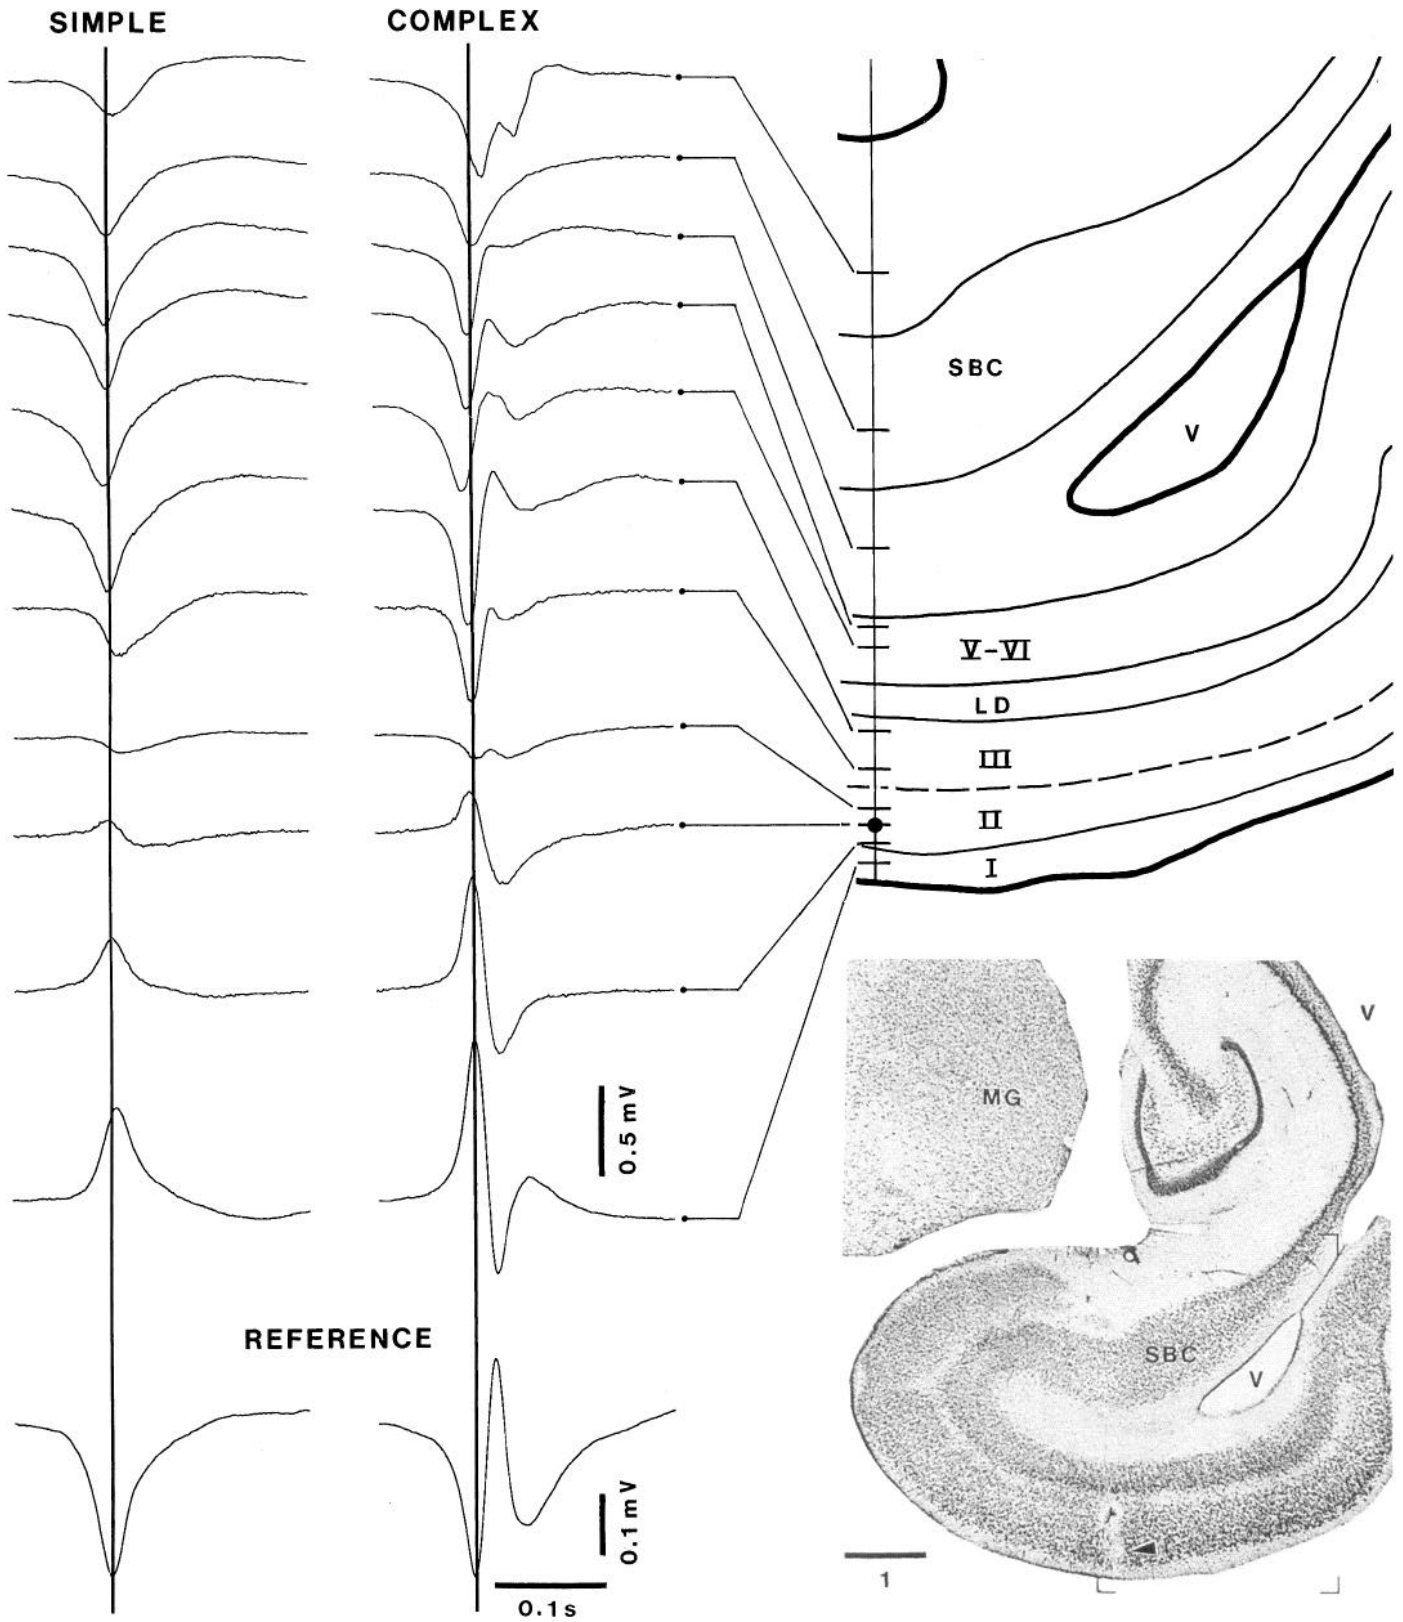 SIMPLE
COMPLEX
SBC
V
V-VI
LD
III
II
I
0.5 mV
REFERENCE
0.1 mV
0.1 s
V
MG
SBC
V
1